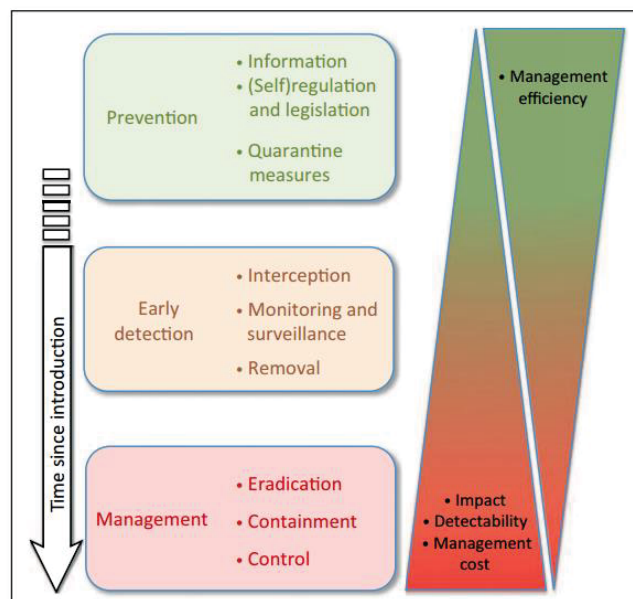 Prevention
• Information
• (Self)regulation
and legislation
• Quarantine
measures
Early
detection
• Interception
• Monitoring and
surveillance
• Removal
Management
• Eradication
• Containment
• Control
Time since introduction
• Management
efficiency
• Impact
• Detectability
• Management
cost